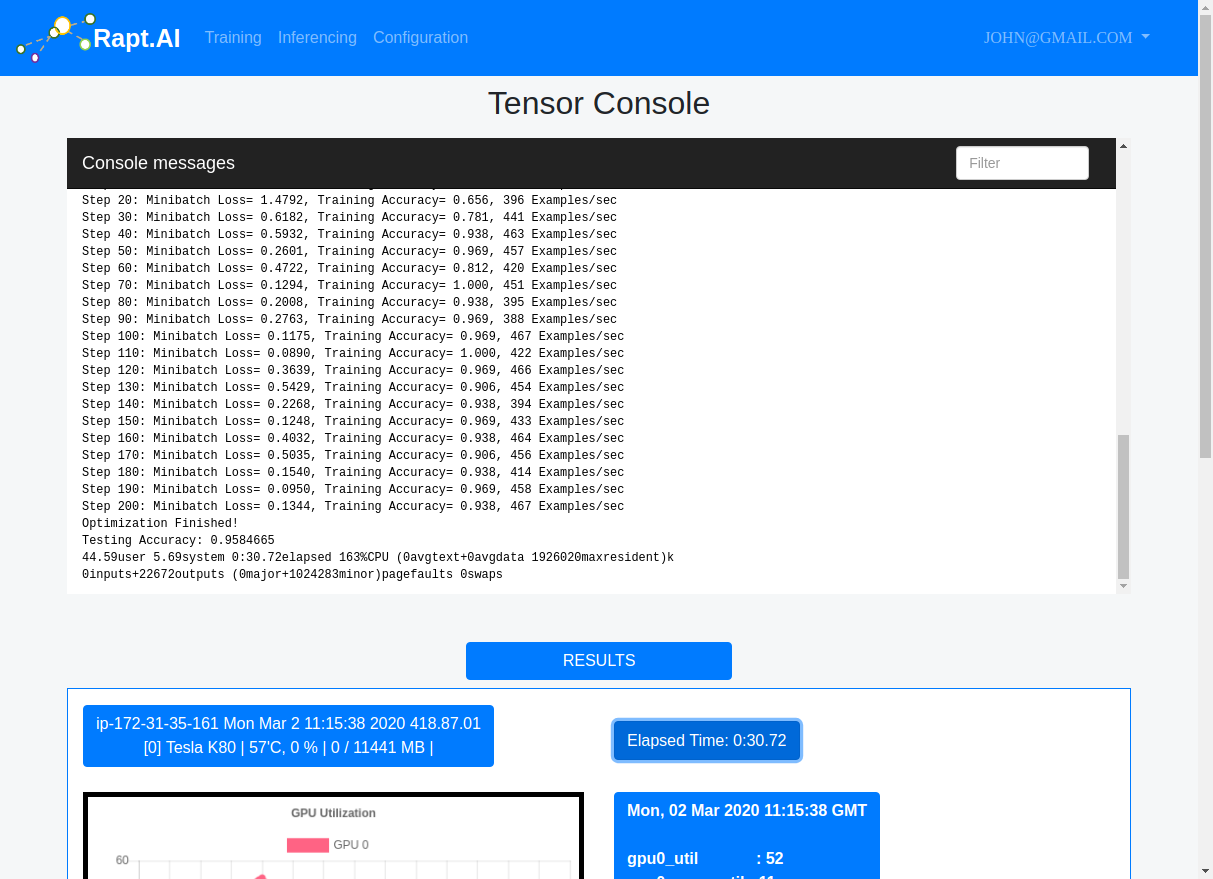 Rapt.AI Training Inferencing Configuration JOHN@GMAIL.COM
Tensor Console
Console messages Filter
Step 20: Minibatch Loss= 1.4792, Training Accuracy= 0.656, 396 Examples/sec
Step 30: Minibatch Loss= 0.6182, Training Accuracy= 0.781, 441 Examples/sec
Step 40: Minibatch Loss= 0.5932, Training Accuracy= 0.938, 463 Examples/sec
Step 50: Minibatch Loss= 0.2601, Training Accuracy= 0.969, 457 Examples/sec
Step 60: Minibatch Loss= 0.4722, Training Accuracy= 0.812, 420 Examples/sec
Step 70: Minibatch Loss= 0.1294, Training Accuracy= 1.000, 451 Examples/sec
Step 80: Minibatch Loss= 0.2008, Training Accuracy= 0.938, 395 Examples/sec
Step 90: Minibatch Loss= 0.2763, Training Accuracy= 0.969, 388 Examples/sec
Step 100: Minibatch Loss= 0.1175, Training Accuracy= 0.969, 467 Examples/sec
Step 110: Minibatch Loss= 0.0890, Training Accuracy= 1.000, 422 Examples/sec
Step 120: Minibatch Loss= 0.3639, Training Accuracy= 0.969, 466 Examples/sec
Step 130: Minibatch Loss= 0.5429, Training Accuracy= 0.906, 454 Examples/sec
Step 140: Minibatch Loss= 0.2268, Training Accuracy= 0.938, 394 Examples/sec
Step 150: Minibatch Loss= 0.1248, Training Accuracy= 0.969, 433 Examples/sec
Step 160: Minibatch Loss= 0.4032, Training Accuracy= 0.938, 464 Examples/sec
Step 170: Minibatch Loss= 0.5035, Training Accuracy= 0.906, 456 Examples/sec
Step 180: Minibatch Loss= 0.1540, Training Accuracy= 0.938, 414 Examples/sec
Step 190: Minibatch Loss= 0.0950, Training Accuracy= 0.969, 458 Examples/sec
Step 200: Minibatch Loss= 0.1344, Training Accuracy= 0.938, 467 Examples/sec
Optimization Finished!
Testing Accuracy: 0.9584665
44.59user 5.69system 0:30.72elapsed 163%CPU (0avgtext+0avgdata 1926020maxresident)k
0inputs+22672outputs (0major+1024283minor)pagefaults 0swaps
RESULTS
ip-172-31-35-161 Mon Mar 2 11:15:38 2020 418.87.01
[0] Tesla K80 | 57'C, 0 % | 0 / 11441 MB |
Elapsed Time: 0:30.72
GPU Utilization
GPU 0
60
Mon, 02 Mar 2020 11:15:38 GMT
gpu0_util : 52